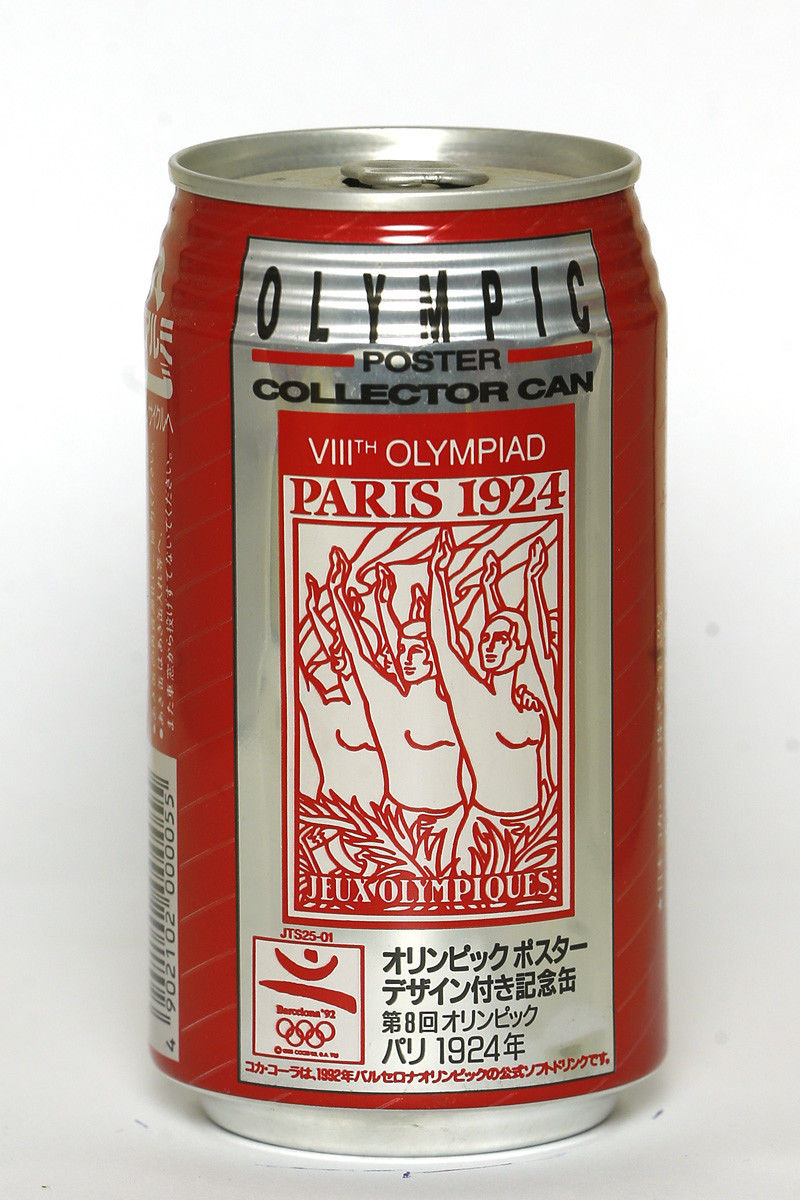 OLYMPIC
POSTER
COLLECTOR CAN
VIIITH OLYMPIAD
PARIS 1924
JEUX OLYMPIQUES
JTS25-01
Barcelona'92
オリンピックポスター
デザイン付き記念缶
第8回オリンピック
パリ 1924年
コカ・コーラは、1992年バルセロナオリンピックの公式ソフトドリンクです。
4 902102 000055